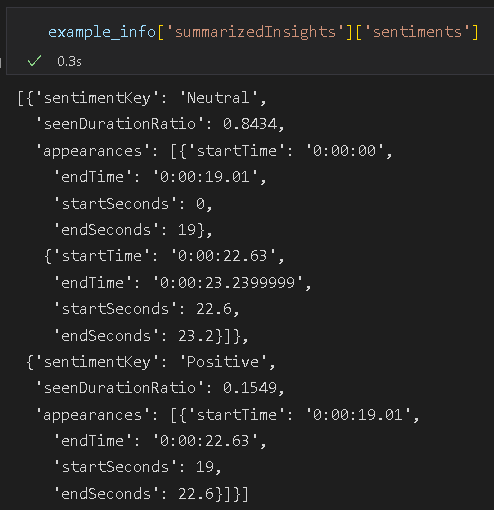 example_info['summarizedInsights']['sentiments']
0.3s
[{'sentimentKey': 'Neutral',
'seenDurationRatio': 0.8434,
'appearances': [{'startTime': '0:00:00',
'endTime': '0:00:19.01',
'startSeconds': 0,
'endSeconds': 19},
{'startTime': '0:00:22.63',
'endTime': '0:00:23.2399999',
'startSeconds': 22.6,
'endSeconds': 23.2}]},
{'sentimentKey': 'Positive',
'seenDurationRatio': 0.1549,
'appearances': [{'startTime': '0:00:19.01',
'endTime': '0:00:22.63',
'startSeconds': 19,
'endSeconds': 22.6}]}]